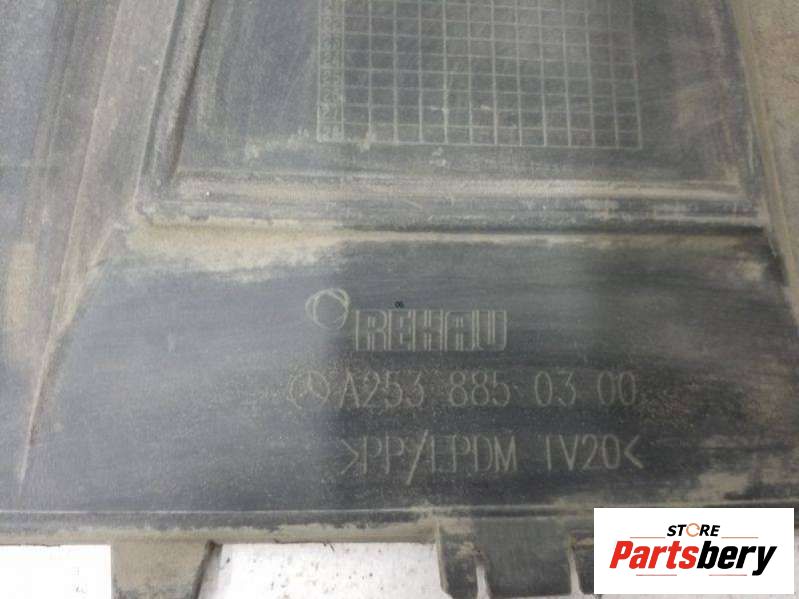 REHAU
A253 885 03 00
>PP/EPDM TV20<
STORE
Partsbery